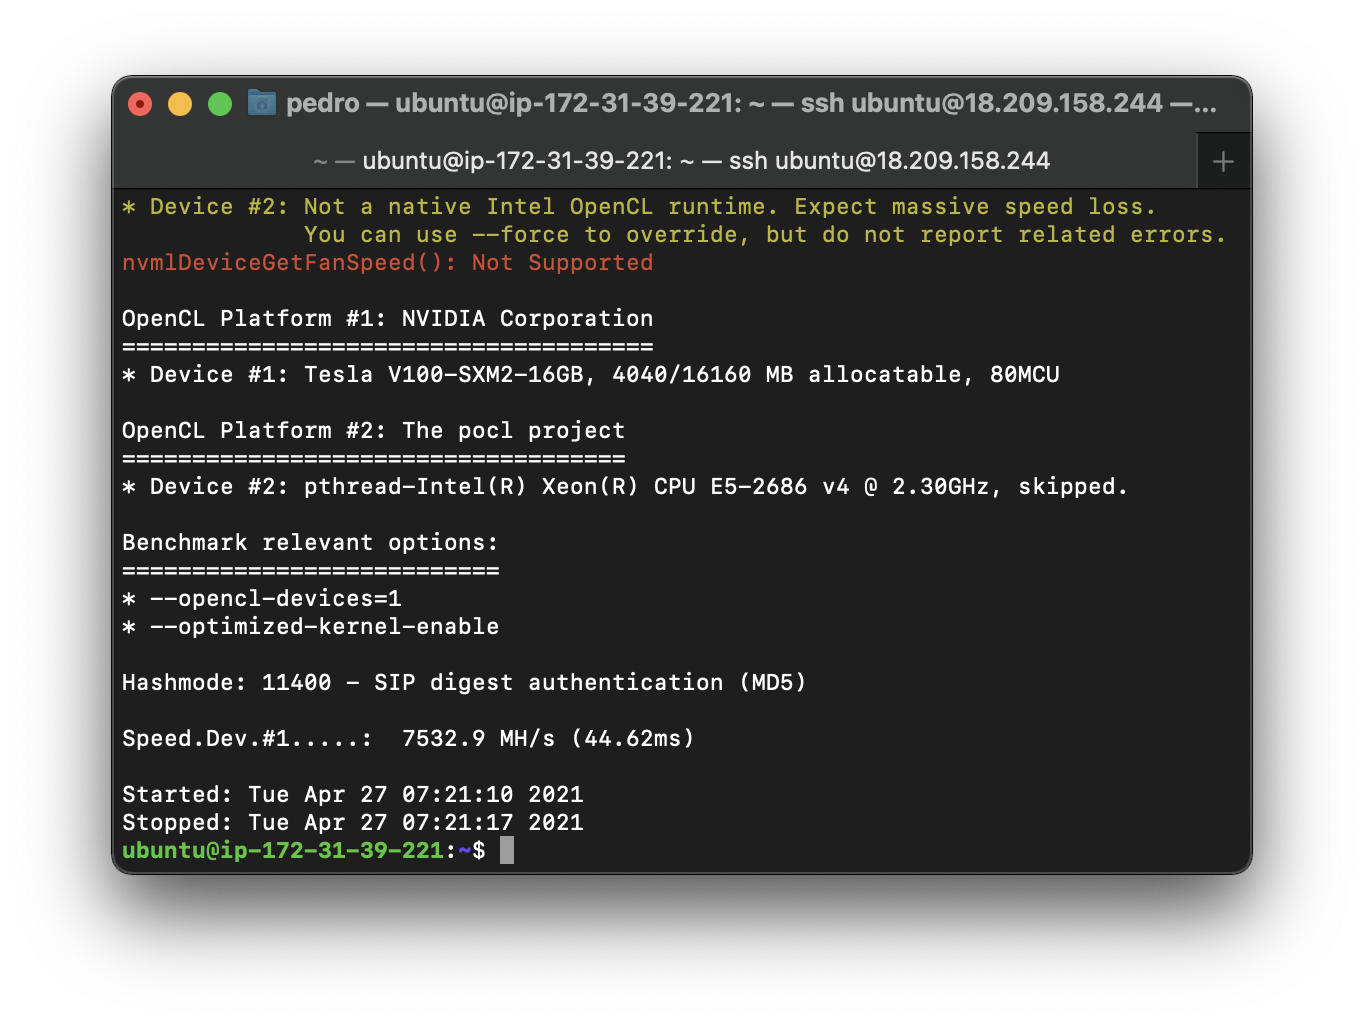 pedro — ubuntu@ip-172-31-39-221: ~ — ssh ubuntu@18.209.158.244 —...
~ — ubuntu@ip-172-31-39-221: ~ — ssh ubuntu@18.209.158.244
* Device #2: Not a native Intel OpenCL runtime. Expect massive speed loss.
You can use --force to override, but do not report related errors.
nvmlDeviceGetFanSpeed(): Not Supported
OpenCL Platform #1: NVIDIA Corporation
======================================
* Device #1: Tesla V100-SXM2-16GB, 4040/16160 MB allocatable, 80MCU
OpenCL Platform #2: The pocl project
====================================
* Device #2: pthread-Intel(R) Xeon(R) CPU E5-2686 v4 @ 2.30GHz, skipped.
Benchmark relevant options:
===========================
* --opencl-devices=1
* --optimized-kernel-enable
Hashmode: 11400 - SIP digest authentication (MD5)
Speed.Dev.#1.....:  7532.9 MH/s (44.62ms)
Started: Tue Apr 27 07:21:10 2021
Stopped: Tue Apr 27 07:21:17 2021
ubuntu@ip-172-31-39-221:~$